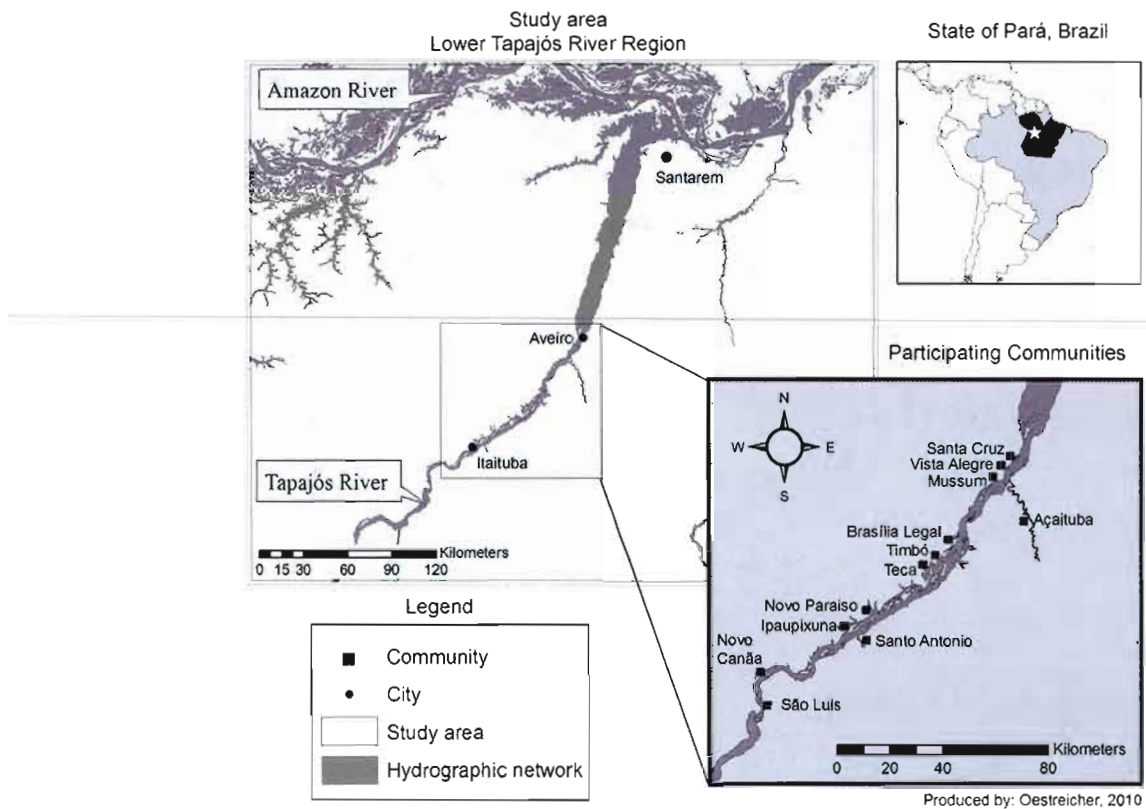 Study area
Lower Tapajós River Region
State of Pará, Brazil
Amazon River
Santarem
Aveiro
Itaituba
Tapajós River
Kilometers
0 15 30 60 90 120
Legend
Community
City
Study area
Hydrographic network
Participating Communities
N
W E
S
Santa Cruz
Vista Alegre
Mussum
Açaituba
Brasília Legal
Timbó
Teca
Novo Paraiso
Ipaupixuna
Santo Antonio
Novo
Canãa
São Luis
Kilometers
0 20 40 80
Produced by: Oestreicher, 2010